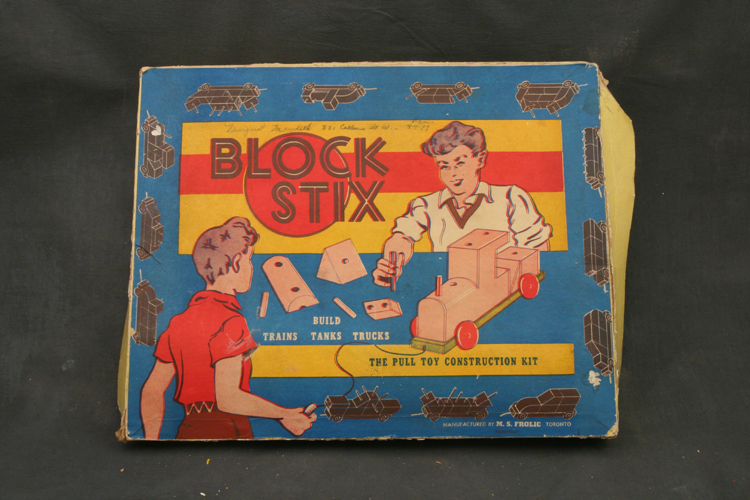 BLOCK
STIX
BUILD
TRAINS TANKS TRUCKS
THE PULL TOY CONSTRUCTION KIT
MANUFACTURED BY M. S. FROLIC TORONTO